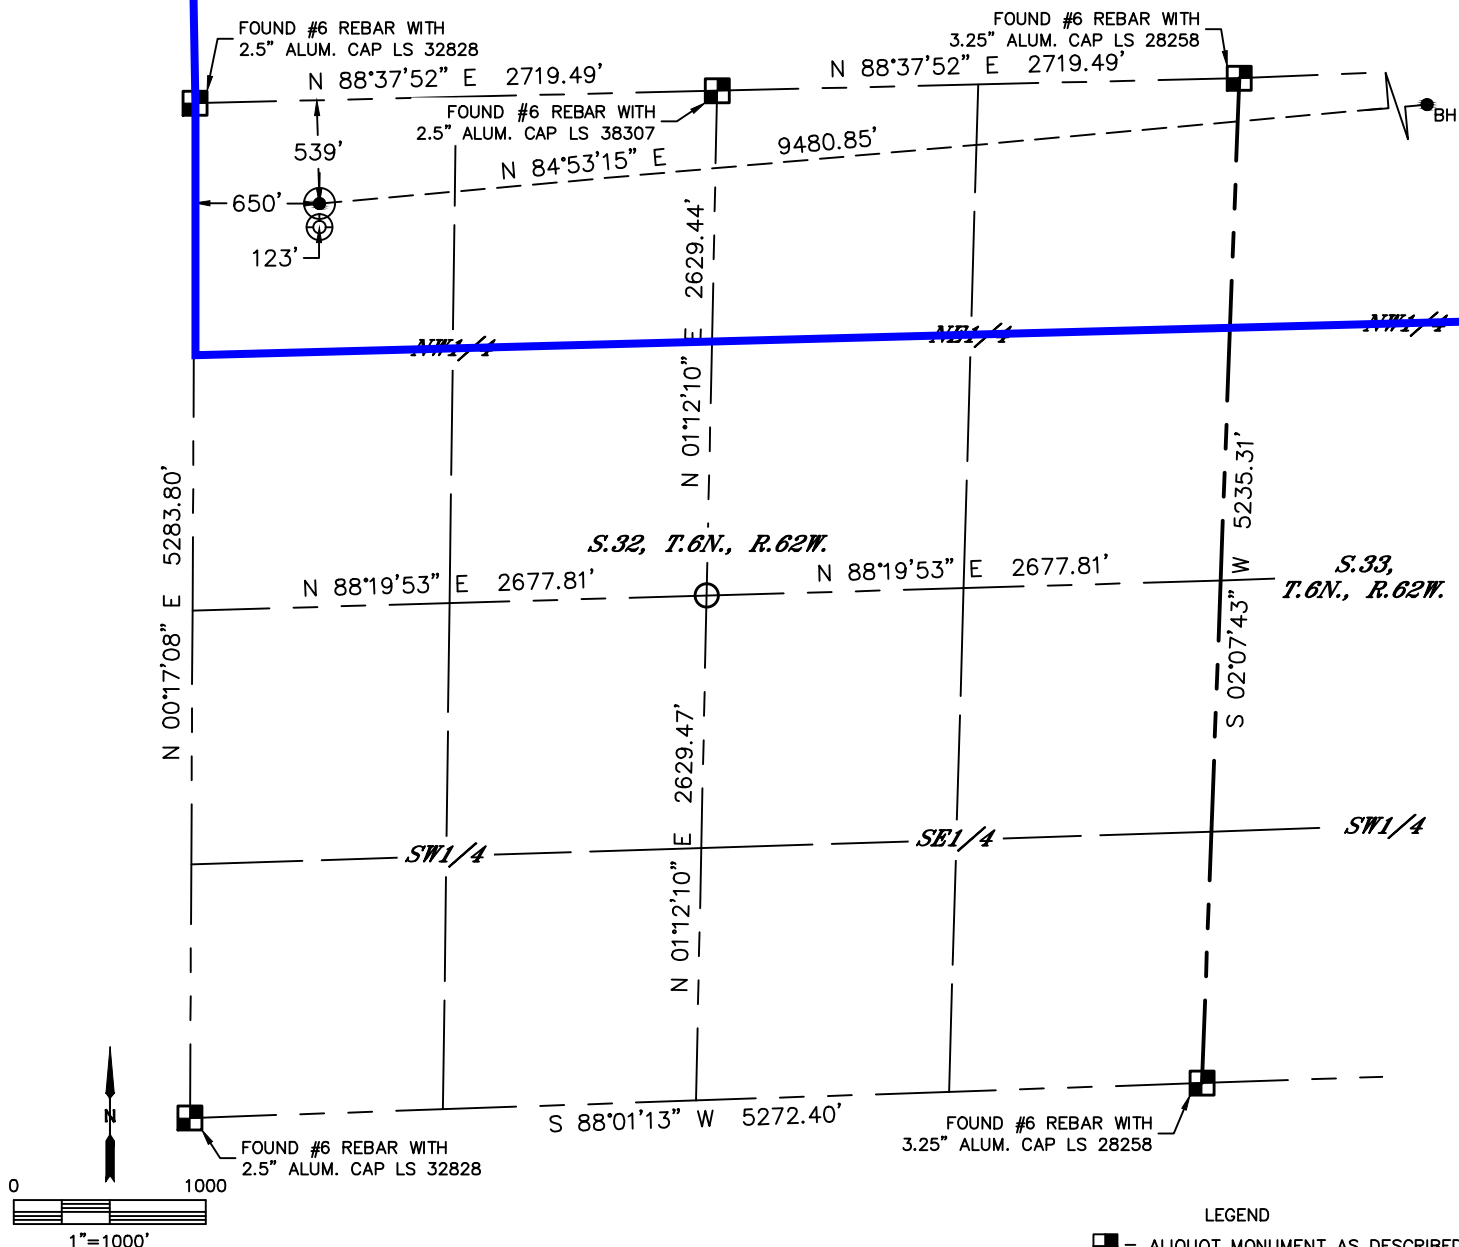 FOUND #6 REBAR WITH
2.5" ALUM. CAP LS 32828
FOUND #6 REBAR WITH
3.25" ALUM. CAP LS 28258
N 88°37'52" E 2719.49'
N 88°37'52" E 2719.49'
FOUND #6 REBAR WITH
2.5" ALUM. CAP LS 38307
BH
539'
N 84°53'15" E 9480.85'
650'
123'
N 01°12'10" E 2629.44'
NW1/4
NE1/4
NW1/4
N 00°17'08" E 5283.80'
S 02°07'43" W 5235.31'
S.32, T.6N., R.62W.
N 88°19'53" E 2677.81'
N 88°19'53" E 2677.81'
S.33,
T.6N., R.62W.
N 01°12'10" E 2629.47'
SW1/4
SE1/4
SW1/4
S 88°01'13" W 5272.40'
FOUND #6 REBAR WITH
2.5" ALUM. CAP LS 32828
FOUND #6 REBAR WITH
3.25" ALUM. CAP LS 28258
N
0 1000
1"=1000'
LEGEND
= ALIQUOT MONUMENT AS DESCRIBED